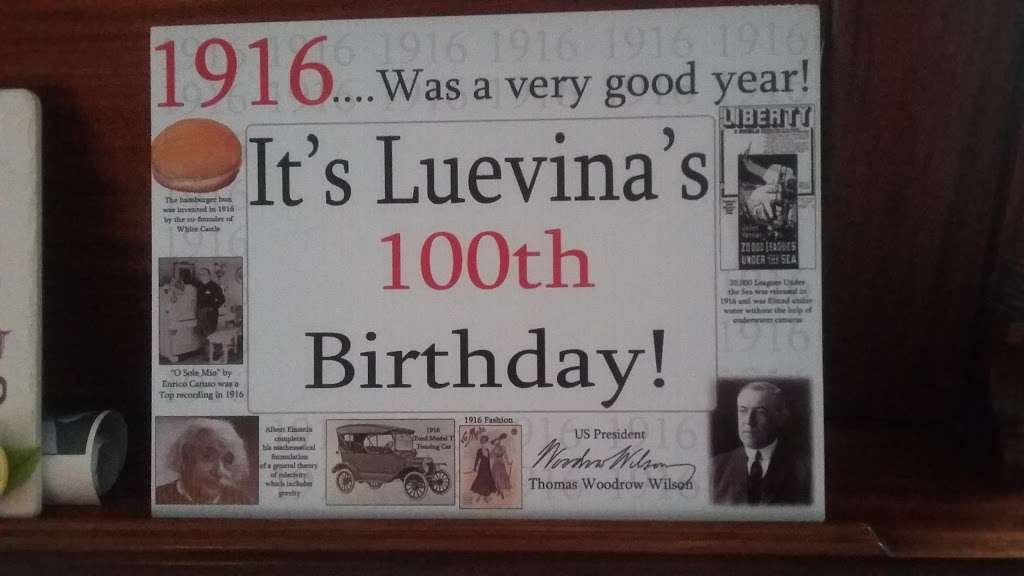 1916....Was a very good year!
It's Luevina's
100th
Birthday!
The hamburger bun
was invented in 1916
by the co-founder of
White Castle
"O Sole Mio" by
Enrico Caruso was a
Top recording in 1916
LIBERTY
20,000 LEAGUES
UNDER THE SEA
20,000 Leagues Under
the Sea was released in
1916 and was filmed under
water without the help of
underwater cameras
Albert Einstein
completes
his mathematical
formulation
of a general theory
of relativity,
which includes
gravity
1916
Ford Model T
Touring Car
1916 Fashion
US President
Woodrow Wilson
Thomas Woodrow Wilson